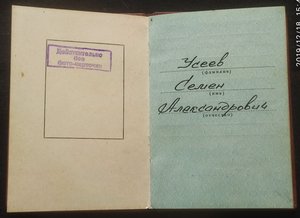 Действительно
без
фото-карточки
Усеев
(фамилия)
Семен
(имя)
Александрович
(отчество)